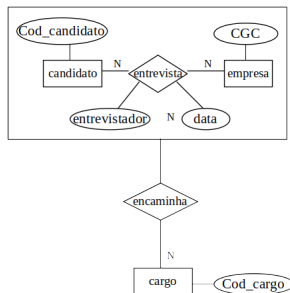 Cod_candidato
CGC
N
N
candidato
entrevista
empresa
entrevistador
N
data
encaminha
N
cargo
Cod_cargo